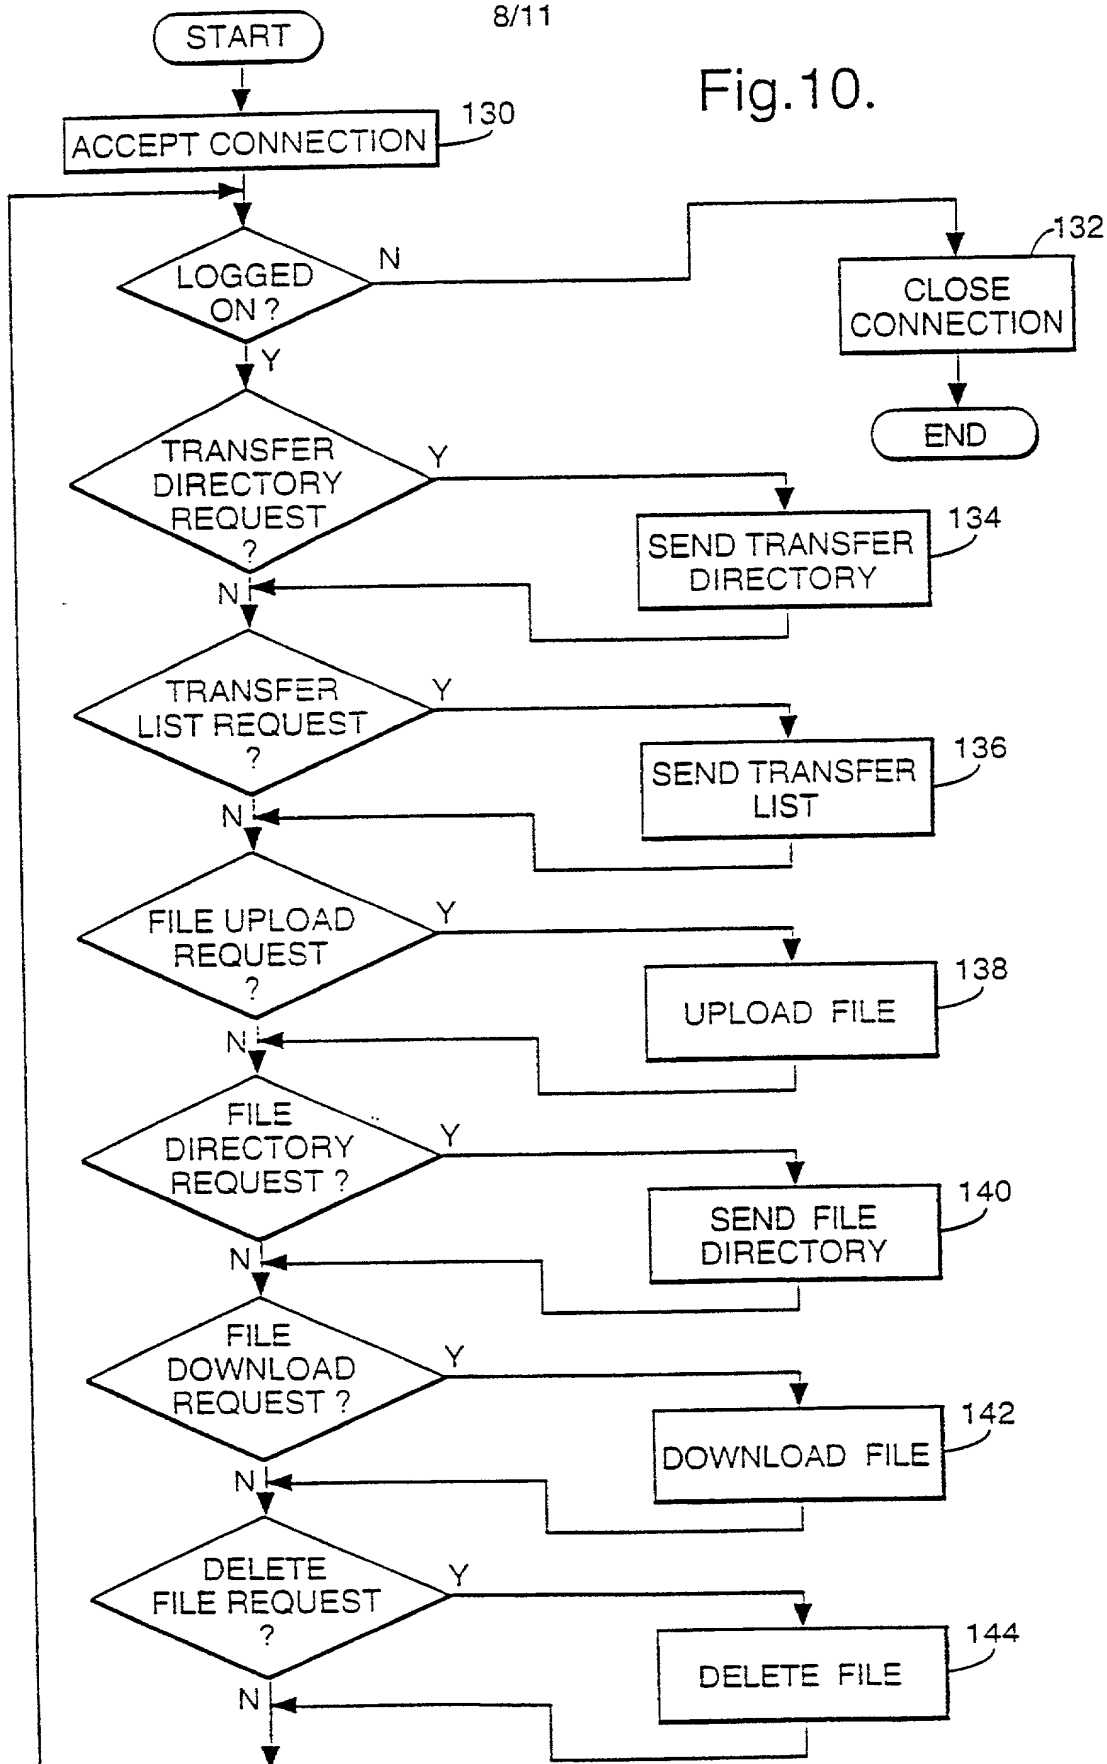 8/11
START
Fig.10.
ACCEPT CONNECTION
130
LOGGED
ON ?
N
132
CLOSE
CONNECTION
Y
END
TRANSFER
DIRECTORY
REQUEST
?
Y
134
SEND TRANSFER
DIRECTORY
N
TRANSFER
LIST REQUEST
?
Y
136
SEND TRANSFER
LIST
N
FILE UPLOAD
REQUEST
?
Y
138
UPLOAD FILE
N
FILE
DIRECTORY
REQUEST ?
Y
140
SEND FILE
DIRECTORY
N
FILE
DOWNLOAD
REQUEST ?
Y
142
DOWNLOAD FILE
N
DELETE
FILE REQUEST
?
Y
144
DELETE FILE
N